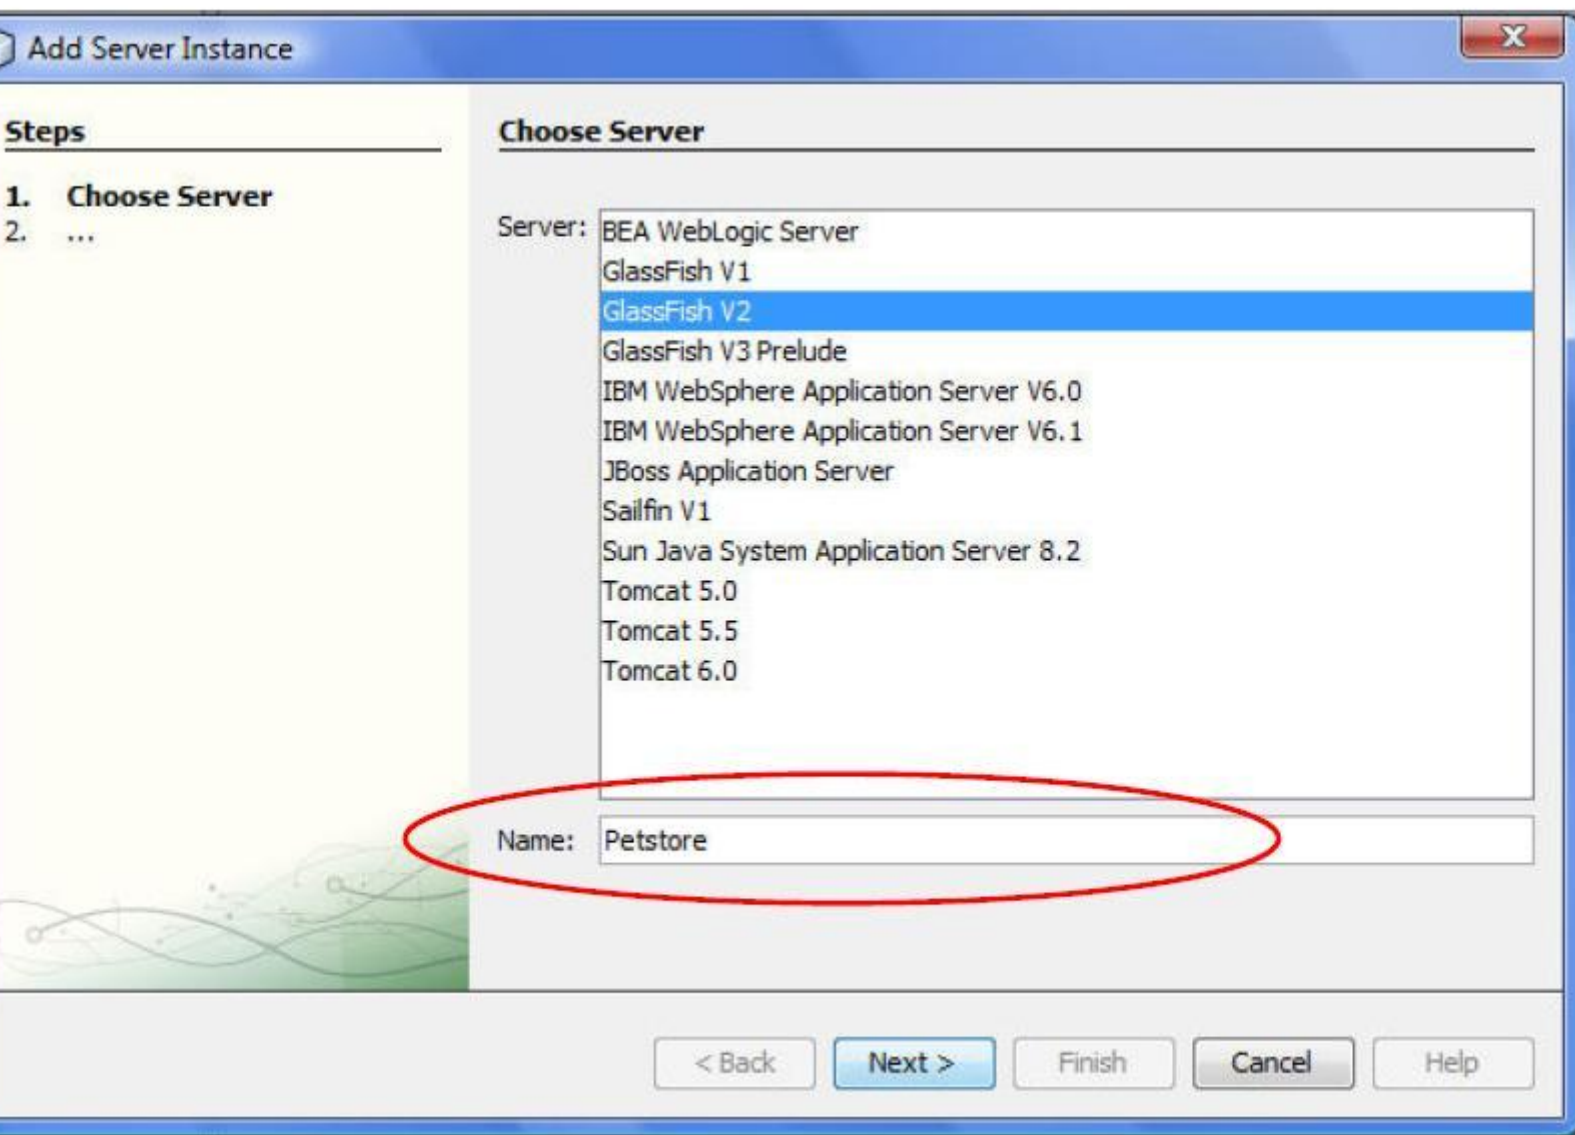 Add Server Instance
X
Steps
1. Choose Server
2. ...
Choose Server
Server:
BEA WebLogic Server
GlassFish V1
GlassFish V2
GlassFish V3 Prelude
IBM WebSphere Application Server V6.0
IBM WebSphere Application Server V6.1
JBoss Application Server
Sailfin V1
Sun Java System Application Server 8.2
Tomcat 5.0
Tomcat 5.5
Tomcat 6.0
Name: Petstore
< Back Next > Finish Cancel Help